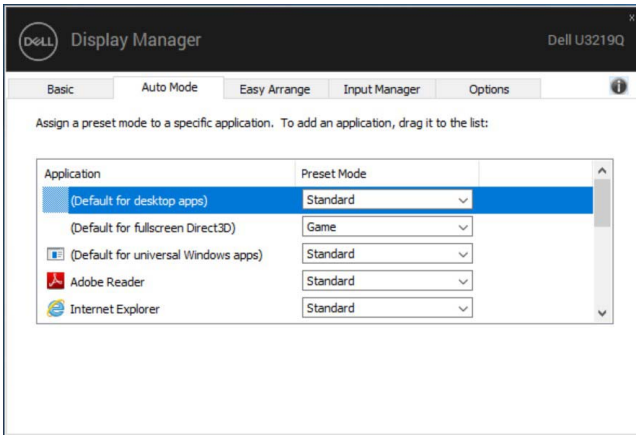 DELL Display Manager Dell U3219Q
Basic Auto Mode Easy Arrange Input Manager Options
Assign a preset mode to a specific application. To add an application, drag it to the list:
Application Preset Mode
(Default for desktop apps) Standard
(Default for fullscreen Direct3D) Game
(Default for universal Windows apps) Standard
Adobe Reader Standard
Internet Explorer Standard